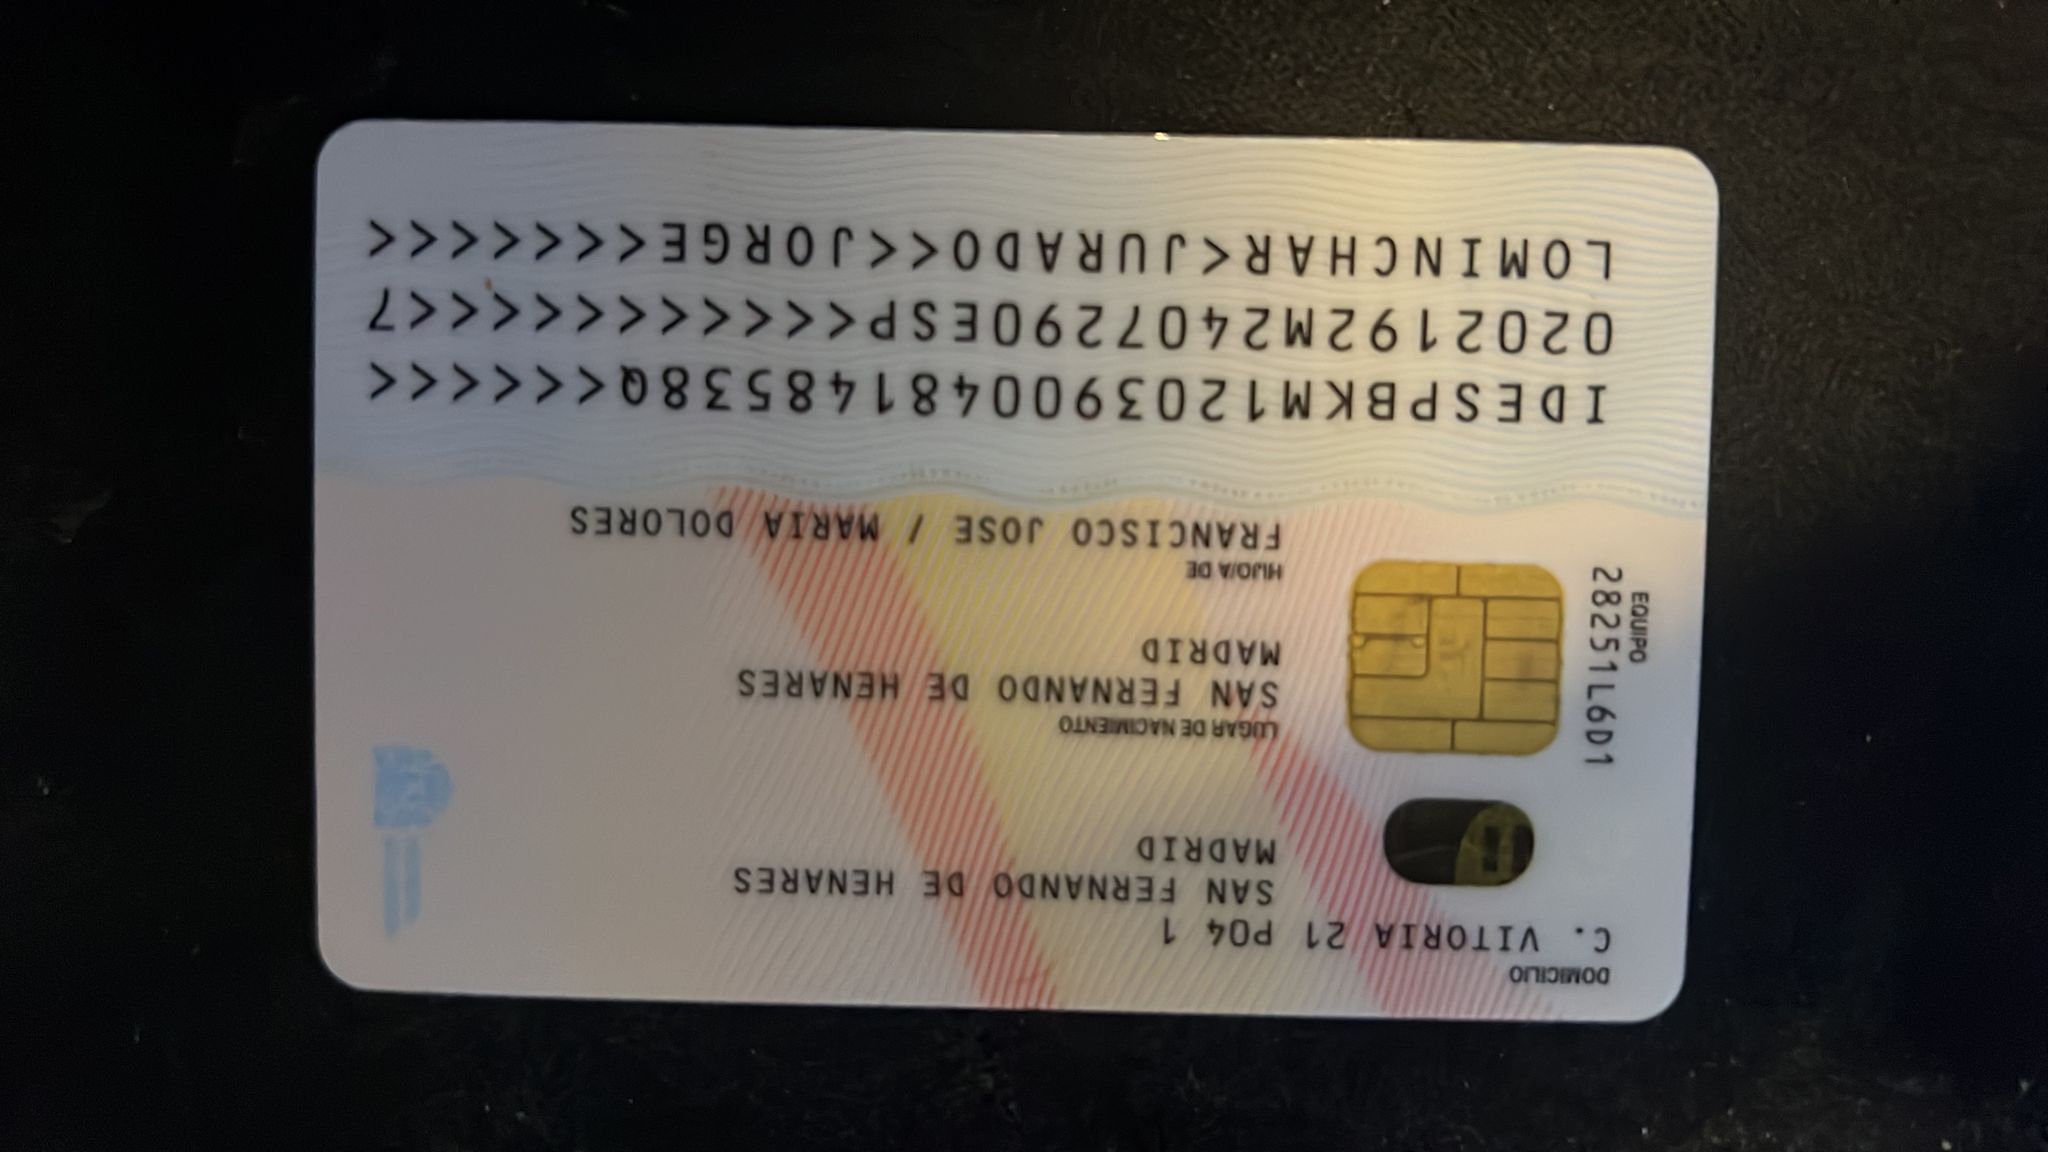 DOMICILIO
C. VITORIA 21 P04 1
SAN FERNANDO DE HENARES
MADRID
LUGAR DE NACIMIENTO
SAN FERNANDO DE HENARES
MADRID
HIJO/A DE
FRANCISCO JOSE / MARIA DOLORES
EQUIPO
28251L6D1
IDESPBKM120390048148538Q<<<<<<
0202192M2407290ESP<<<<<<<<<<<7
LOMINCHAR<JURADO<<JORGE<<<<<<<